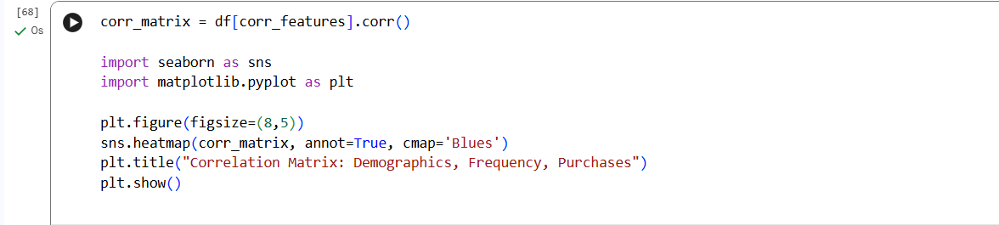 [68]
0s
corr_matrix = df[corr_features].corr()
import seaborn as sns
import matplotlib.pyplot as plt
plt.figure(figsize=(8,5))
sns.heatmap(corr_matrix, annot=True, cmap='Blues')
plt.title("Correlation Matrix: Demographics, Frequency, Purchases")
plt.show()